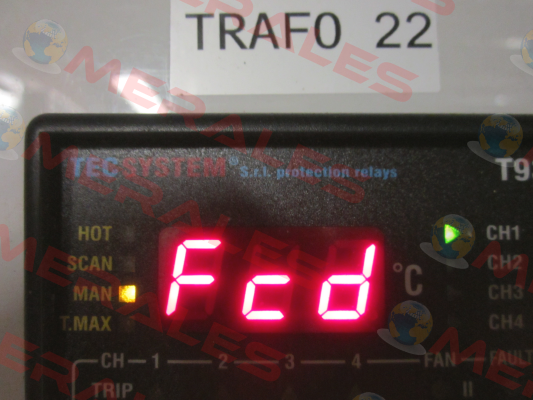 TRAFO 22
TECSYSTEM® S.r.l. protection relays
T9
HOT
SCAN
MAN
T.MAX
Fcd
°C
CH1
CH2
CH3
CH4
CH 1 2 3 4 FAN FAULT
TRIP
MERALES